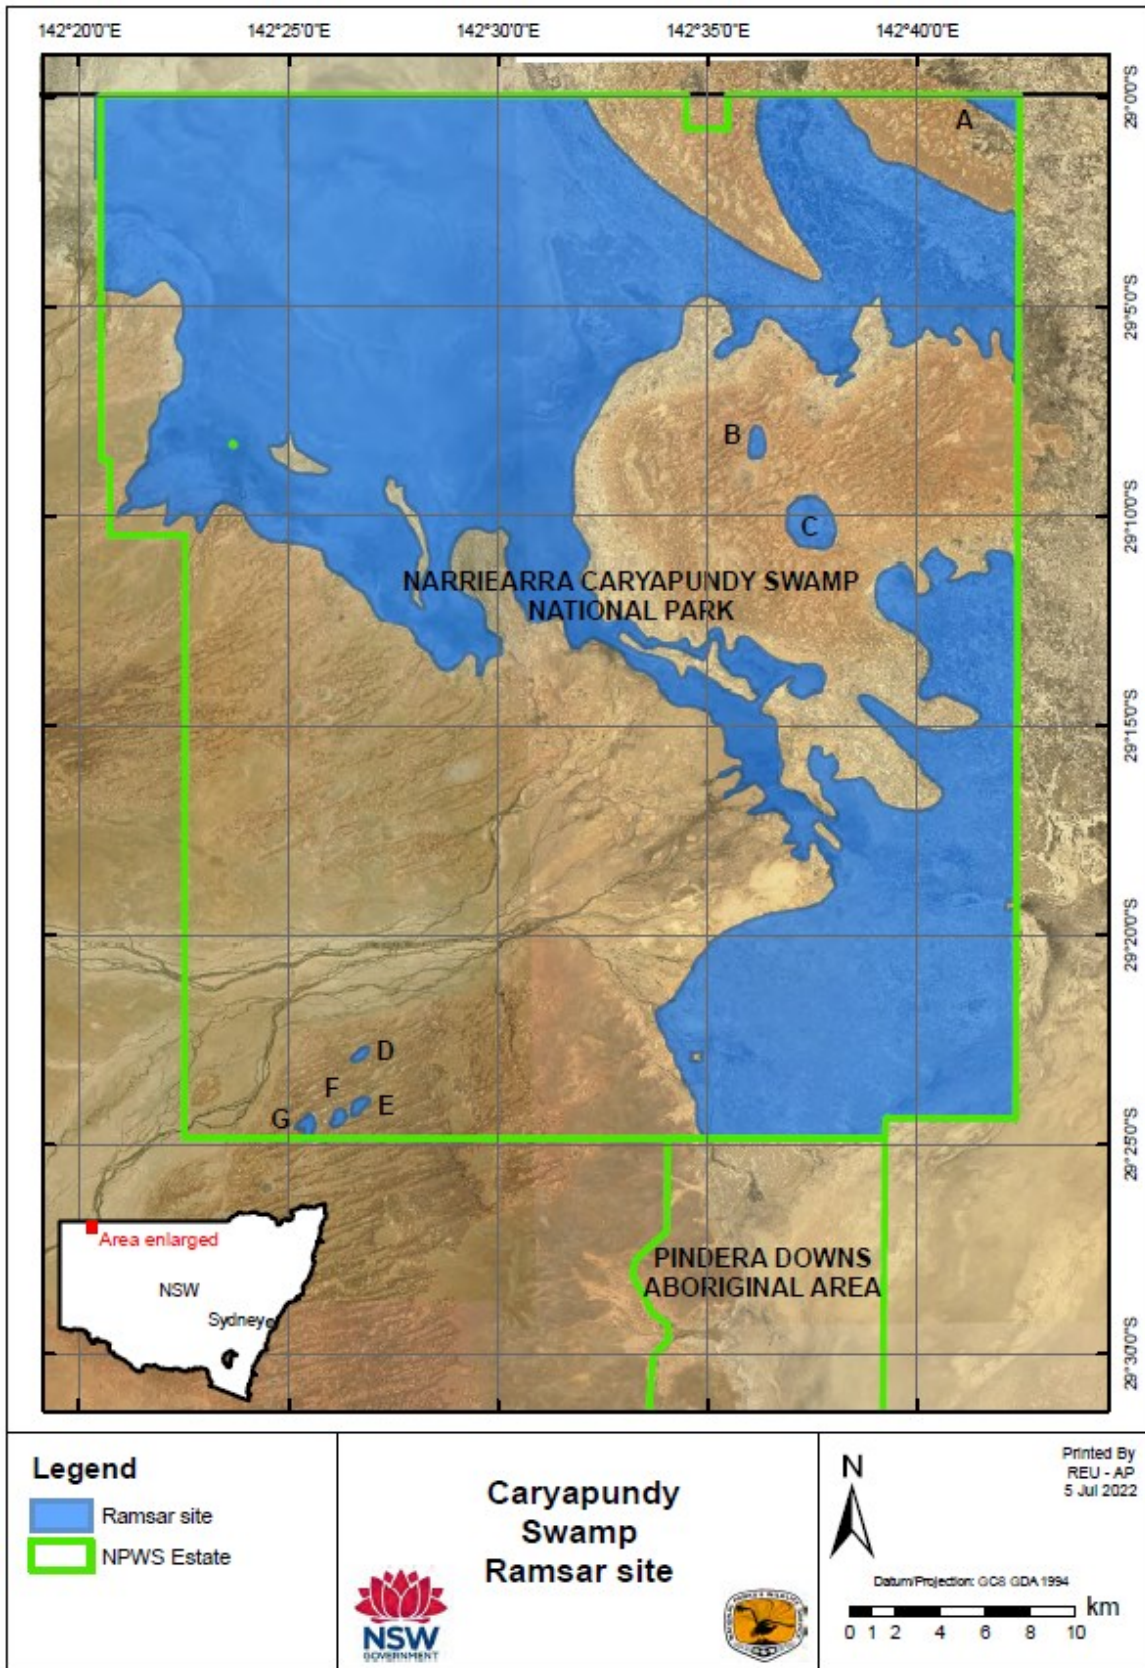 142°20'0"E 142°25'0"E 142°30'0"E 142°35'0"E 142°40'0"E
29°0'0"S
A
29°5'0"S
B
29°10'0"S
C
NARRIEARRA CARYAPUNDY SWAMP
NATIONAL PARK
29°15'0"S
29°20'0"S
D
F
E
G
29°25'0"S
Area enlarged
NSW
Sydney
PINDERA DOWNS
ABORIGINAL AREA
29°30'0"S
Legend
Ramsar site
NPWS Estate
Caryapundy
Swamp
Ramsar site
NSW
GOVERNMENT
N
Printed By
REU - AP
5 Jul 2022
Datum/Projection: GCS GDA 1994
km
0 1 2 4 6 8 10